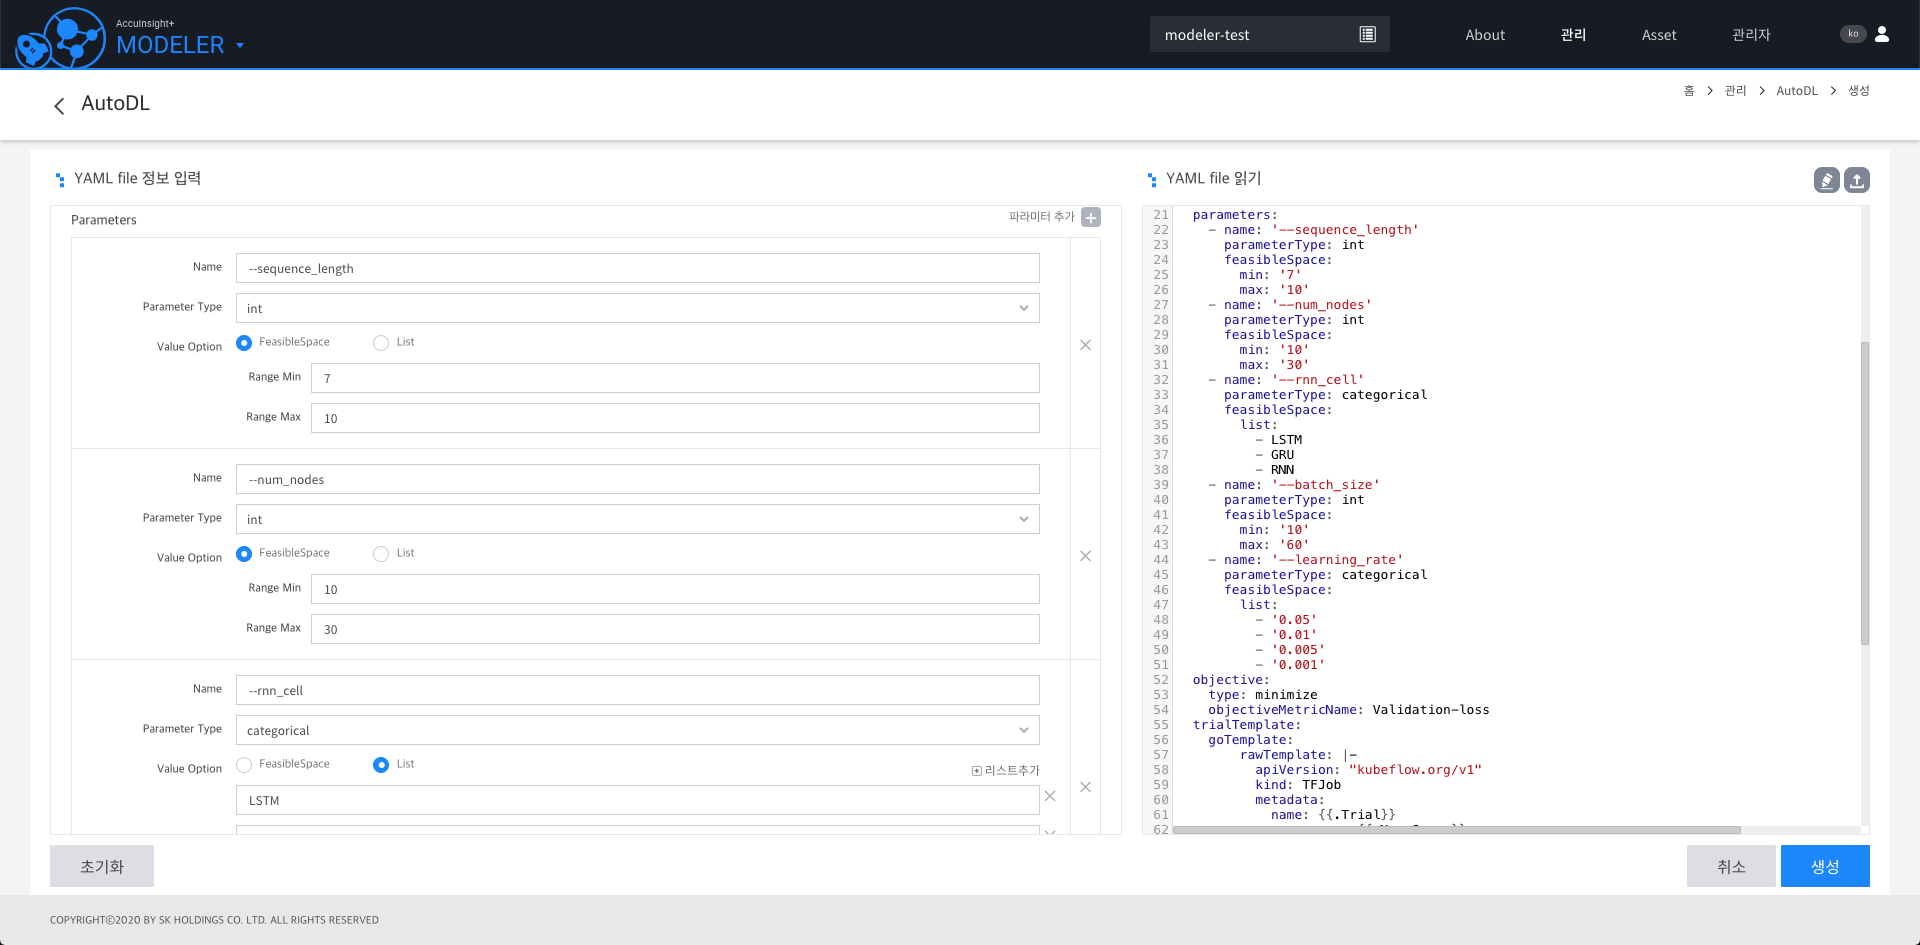 AccuInsight+
MODELER
modeler-test
About
관리
Asset
관리자
ko
AutoDL
홈 > 관리 > AutoDL > 생성
YAML file 정보 입력
Parameters
파라미터 추가
Name
--sequence_length
Parameter Type
int
Value Option
FeasibleSpace
List
Range Min
7
Range Max
10
Name
--num_nodes
Parameter Type
int
Value Option
FeasibleSpace
List
Range Min
10
Range Max
30
Name
--rnn_cell
Parameter Type
categorical
Value Option
FeasibleSpace
List
리스트추가
LSTM
YAML file 읽기
21 parameters:
22 - name: '--sequence_length'
23 parameterType: int
24 feasibleSpace:
25 min: '7'
26 max: '10'
27 - name: '--num_nodes'
28 parameterType: int
29 feasibleSpace:
30 min: '10'
31 max: '30'
32 - name: '--rnn_cell'
33 parameterType: categorical
34 feasibleSpace:
35 list:
36 - LSTM
37 - GRU
38 - RNN
39 - name: '--batch_size'
40 parameterType: int
41 feasibleSpace:
42 min: '10'
43 max: '60'
44 - name: '--learning_rate'
45 parameterType: categorical
46 feasibleSpace:
47 list:
48 - '0.05'
49 - '0.01'
50 - '0.005'
51 - '0.001'
52 objective:
53 type: minimize
54 objectiveMetricName: Validation-loss
55 trialTemplate:
56 goTemplate:
57 rawTemplate: |-
58 apiVersion: "kubeflow.org/v1"
59 kind: TFJob
60 metadata:
61 name: {{.Trial}}
62
초기화
취소
생성
COPYRIGHT©2020 BY SK HOLDINGS CO. LTD. ALL RIGHTS RESERVED